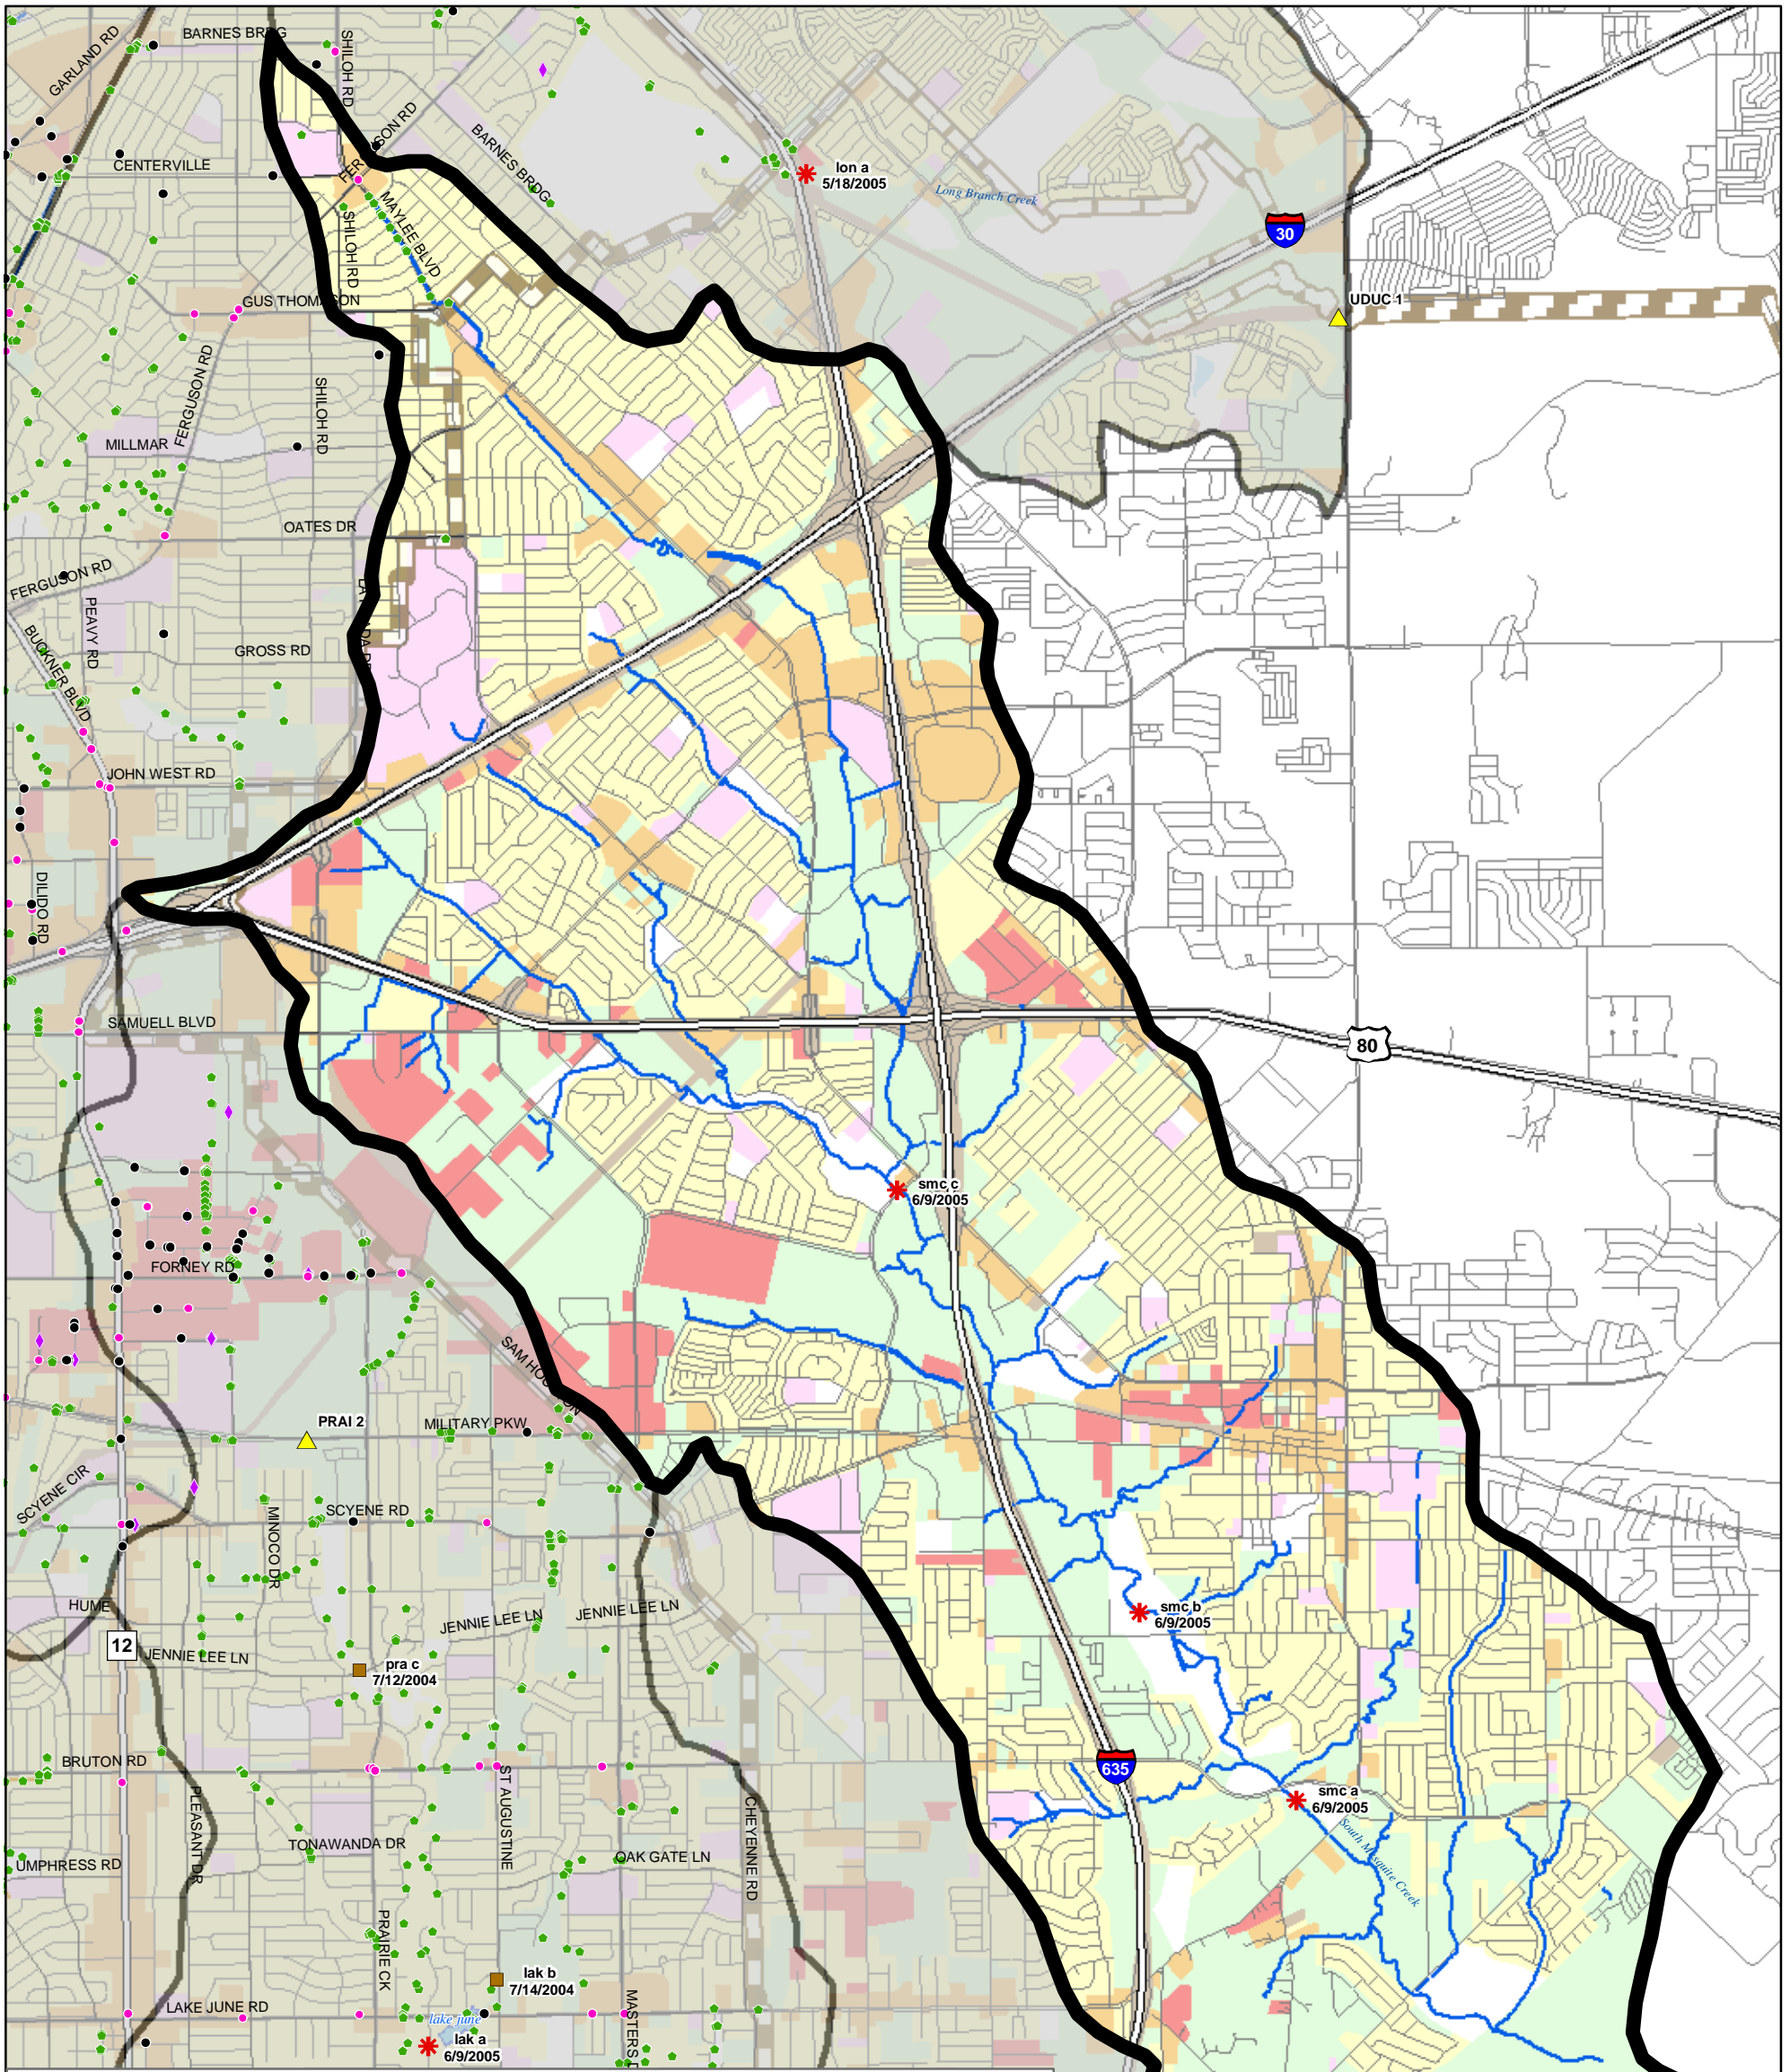 BARNES BRDG
GARLAND RD
SHILOH RD
SON RD
BARNES BRDG
CENTERVILLE
lon a
5/18/2005
Long Branch Creek
30
MAYLEE BLVD
SHILOH RD
GUS THOMASON
UDUC 1
FERGUSON RD
SHILOH RD
MILLMAR
OATES DR
FERGUSON RD
PEAVY RD
BUCKNER BLVD
GROSS RD
JOHN WEST RD
DILIDO RD
SAMUELL BLVD
80
smc c
6/9/2005
FORNEY RD
SAM HOUSTON
PRAI 2
MILITARY PKW
SCYENE CIR
SCYENE RD
MINOCO DR
HUME
JENNIE LEE LN
JENNIE LEE LN
smc b
6/9/2005
12
JENNIE LEE LN
pra c
7/12/2004
BRUTON RD
ST AUGUSTINE
635
smc a
6/9/2005
PLEASANT DR
CHEYENNE RD
South Mesquite Creek
TONAWANDA DR
OAK GATE LN
UMPHRESS RD
PRAIRIE CK
lak b
7/14/2004
LAKE JUNE RD
lake june
MASTERS D
lak a
6/9/2005